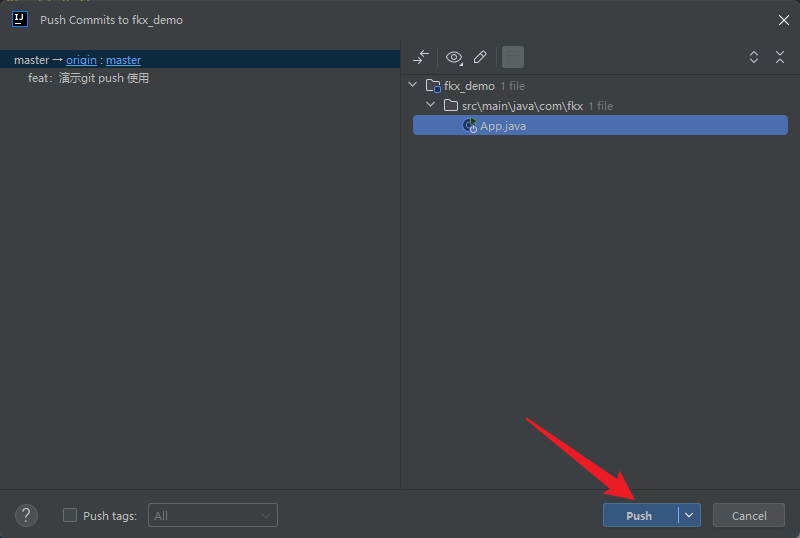 Push Commits to fkx_demo
master → origin : master
feat：演示git push 使用
fkx_demo 1 file
src\main\java\com\fkx 1 file
App.java
? Push tags: All Push Cancel